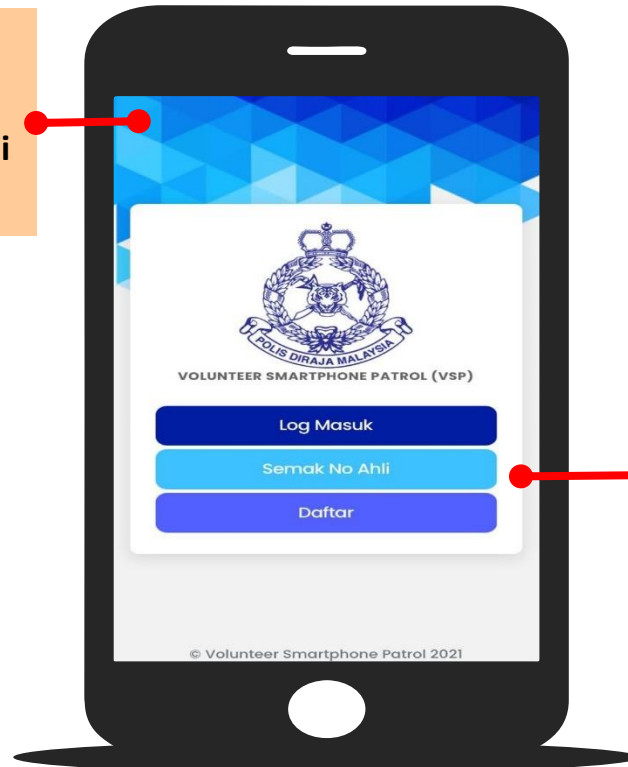 i
POLIS DIRAJA MALAYSIA
VOLUNTEER SMARTPHONE PATROL (VSP)
Log Masuk
Semak No Ahli
Daftar
© Volunteer Smartphone Patrol 2021